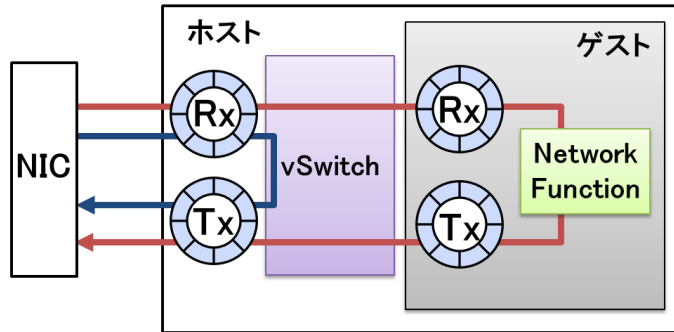 ホスト
ゲスト
NIC
Rx
Rx
vSwitch
Network
Function
Tx
Tx